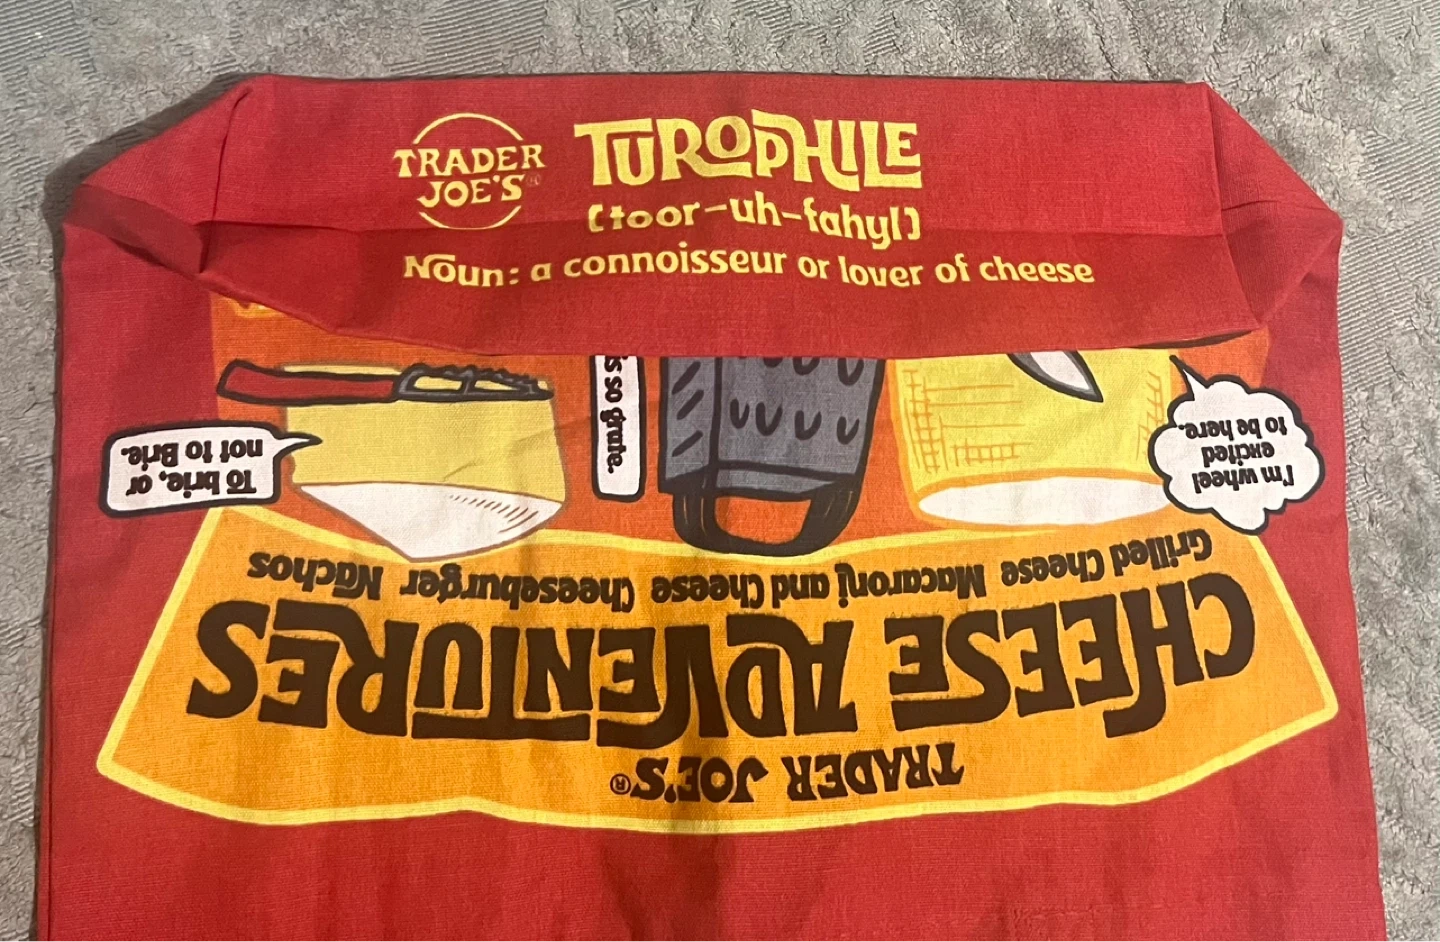 TRADER
JOE'S
TUROPHILE
(toor-uh-fahyl)
Noun: a connoisseur or lover of cheese
TRADER JOE'S®
CHEESE ADVENTURES
Grilled Cheese Macaroni and Cheese Cheeseburger Nachos
I'm wheel
excited
to be here.
is so grate.
To brie, or
not to Brie.